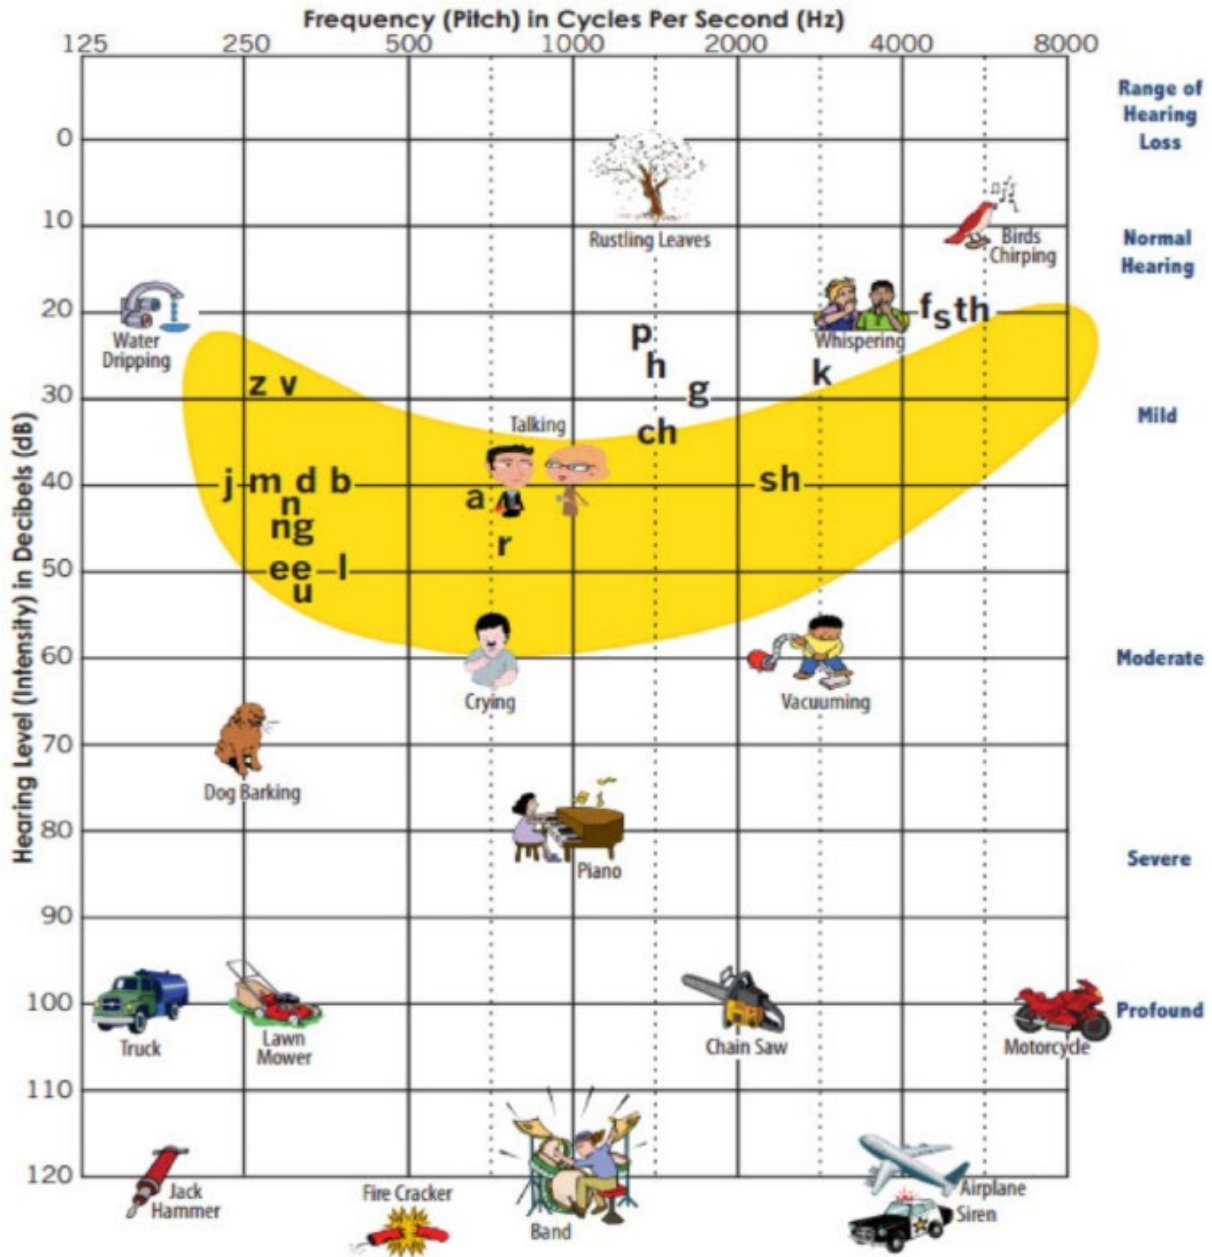 Frequency (Pitch) in Cycles Per Second (Hz)
125 250 500 1000 2000 4000 8000
Hearing Level (Intensity) in Decibels (dB)
Range of
Hearing
Loss
0
10
Rustling Leaves
Birds
Chirping
Normal
Hearing
20
f s th
Water
Dripping
p
Whispering
h
k
z v
g
30
Mild
Talking
ch
40
j m d b
a
sh
n
ng
r
50
ee l
u
60
Moderate
Crying
Vacuuming
70
Dog Barking
80
Piano
Severe
90
100
Profound
Truck
Lawn
Mower
Chain Saw
Motorcycle
110
120
Jack
Hammer
Fire Cracker
Band
Airplane
Siren